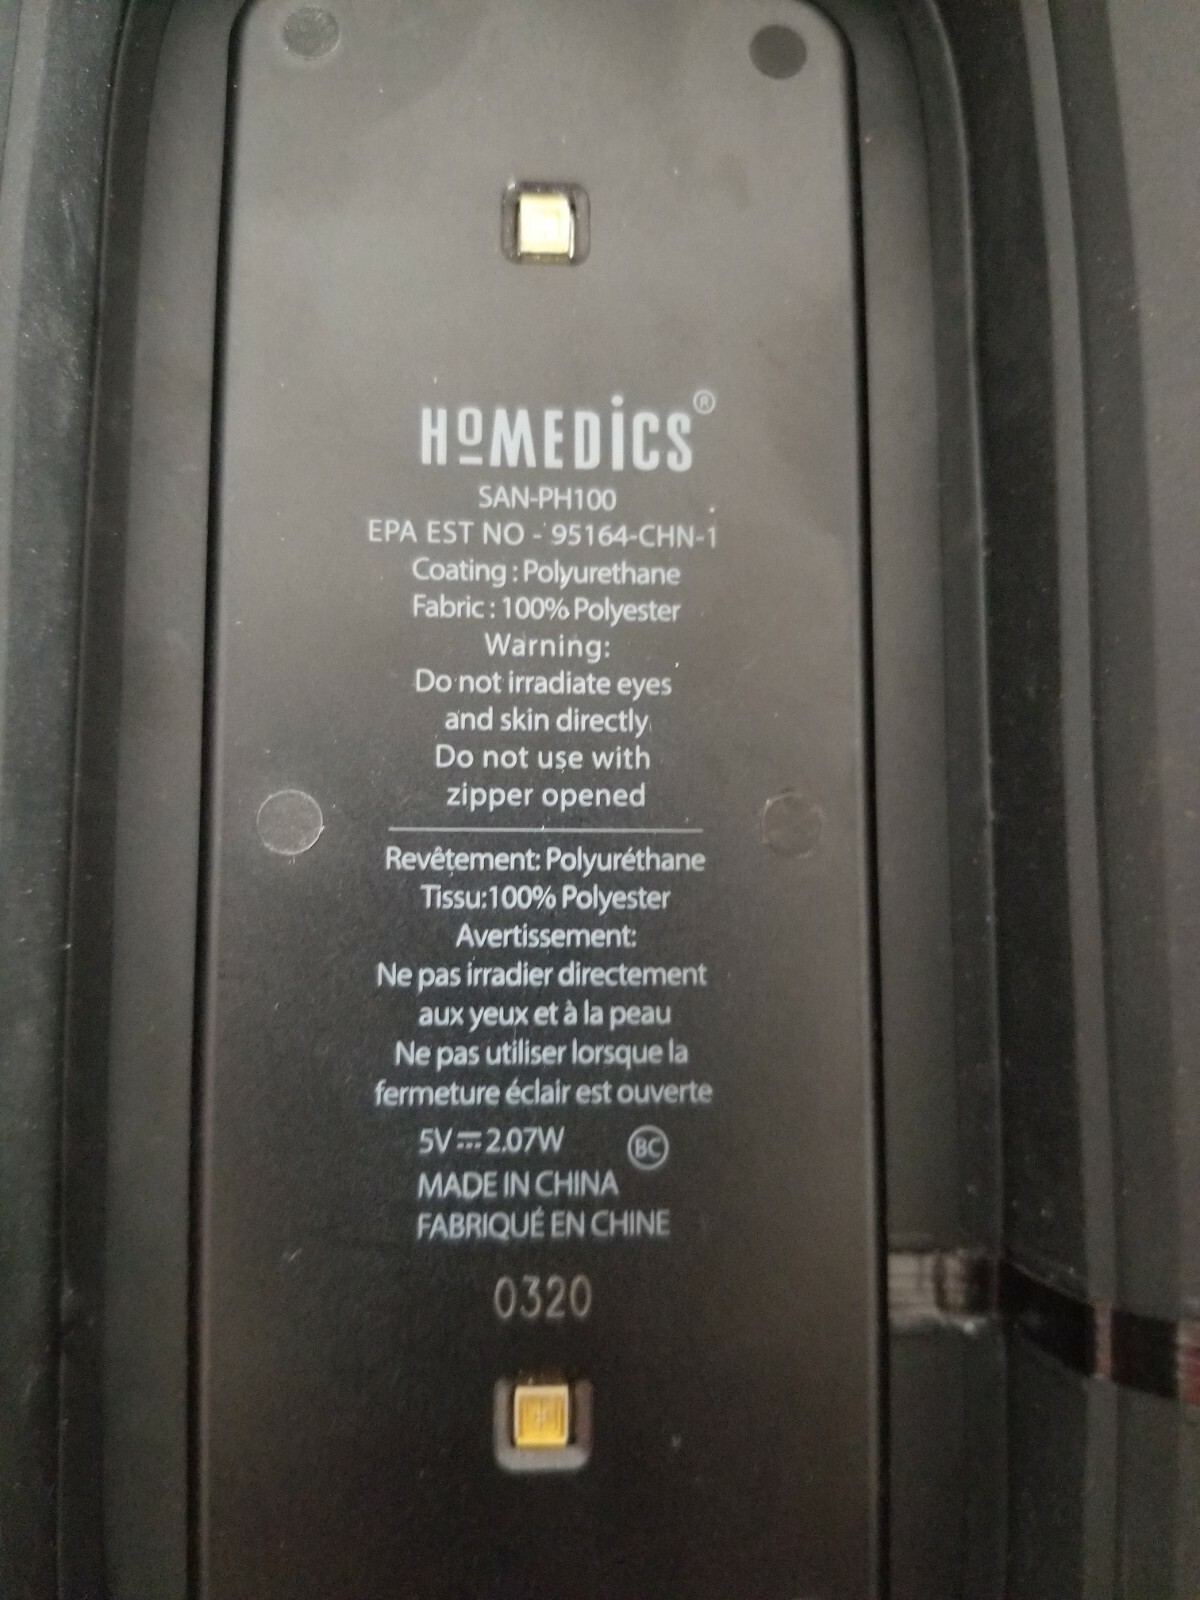 HoMEDiCS®
SAN-PH100
EPA EST NO - 95164-CHN-1
Coating : Polyurethane
Fabric : 100% Polyester
Warning:
Do not irradiate eyes
and skin directly
Do not use with
zipper opened
Revêtement: Polyuréthane
Tissu:100% Polyester
Avertissement:
Ne pas irradier directement
aux yeux et à la peau
Ne pas utiliser lorsque la
fermeture éclair est ouverte
5V⎓2.07W BC
MADE IN CHINA
FABRIQUÉ EN CHINE
0320